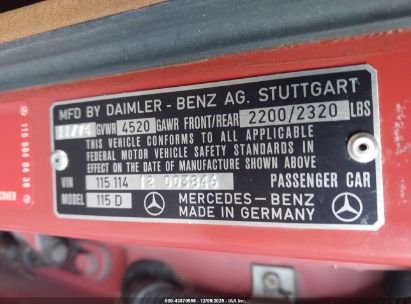 MFD BY DAIMLER - BENZ AG. STUTTGART
GVWR 4520 GAWR FRONT/REAR 2200/2320 LBS
THIS VEHICLE CONFORMS TO ALL APPLICABLE
FEDERAL MOTOR VEHICLE SAFETY STANDARDS IN
EFFECT ON THE DATE OF MANUFACTURE SHOWN ABOVE
VIN 115 114 12 003846 PASSENGER CAR
MODEL 115 D MERCEDES-BENZ
MADE IN GERMANY